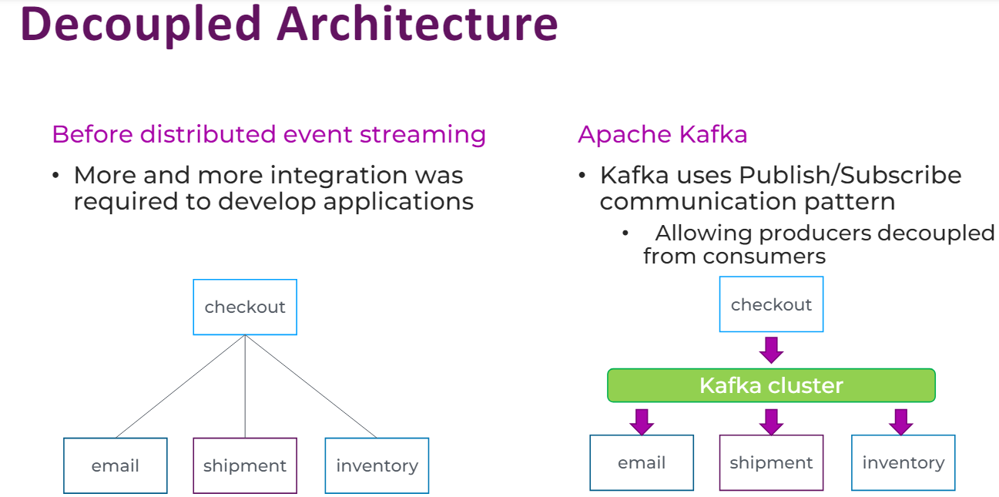 Decoupled Architecture
Before distributed event streaming
• More and more integration was
required to develop applications
checkout
email
shipment
inventory
Apache Kafka
• Kafka uses Publish/Subscribe
communication pattern
• Allowing producers decoupled
from consumers
checkout
Kafka cluster
email
shipment
inventory